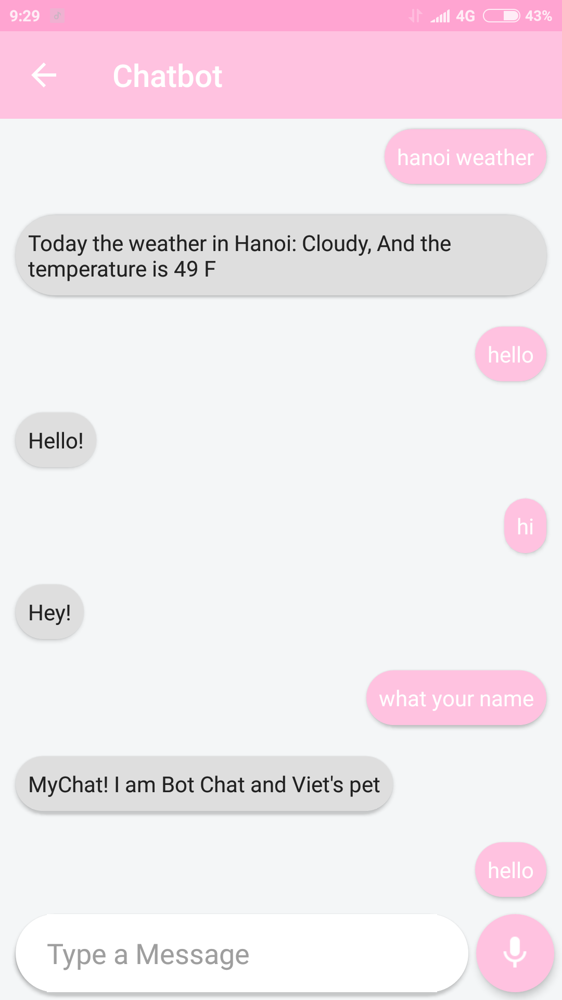 9:29 4G 43%
Chatbot
hanoi weather
Today the weather in Hanoi: Cloudy, And the
temperature is 49 F
hello
Hello!
hi
Hey!
what your name
MyChat! I am Bot Chat and Viet's pet
hello
Type a Message